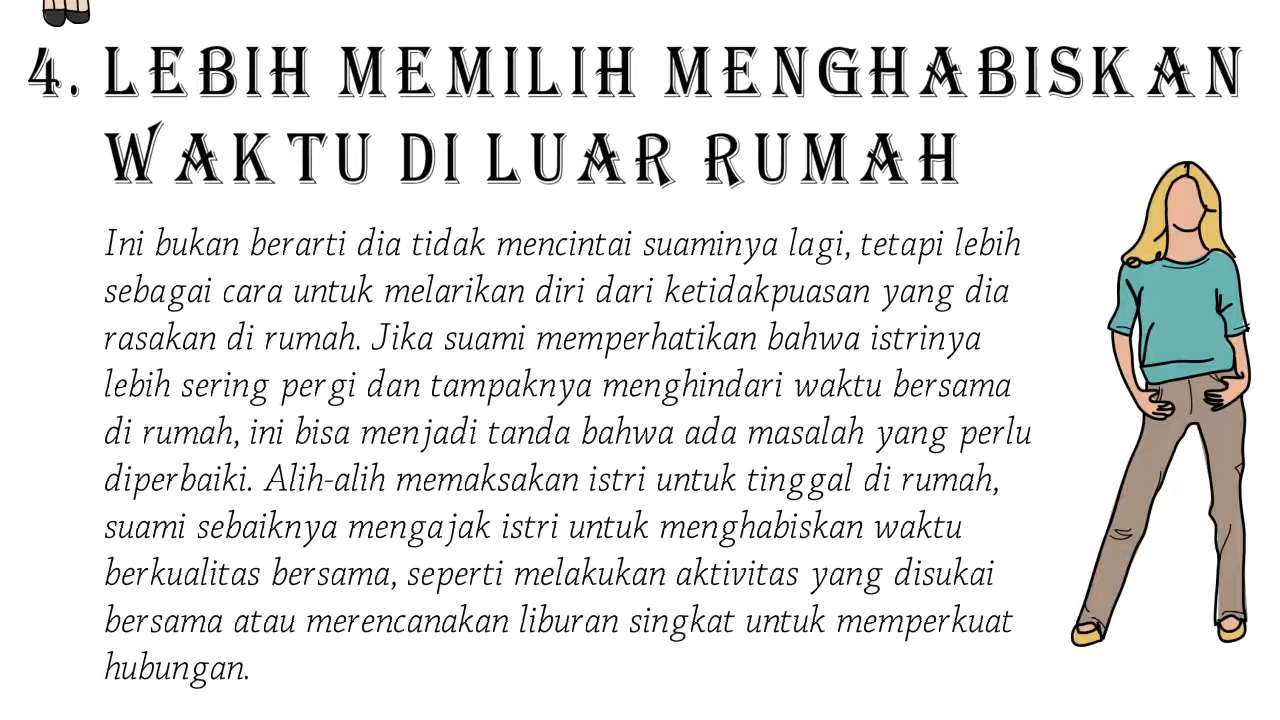 4. LEBIH MEMILIH MENGHABISKAN
WAKTU DI LUAR RUMAH
Ini bukan berarti dia tidak mencintai suaminya lagi, tetapi lebih
sebagai cara untuk melarikan diri dari ketidakpuasan yang dia
rasakan di rumah. Jika suami memperhatikan bahwa istrinya
lebih sering pergi dan tampaknya menghindari waktu bersama
di rumah, ini bisa menjadi tanda bahwa ada masalah yang perlu
diperbaiki. Alih-alih memaksakan istri untuk tinggal di rumah,
suami sebaiknya mengajak istri untuk menghabiskan waktu
berkualitas bersama, seperti melakukan aktivitas yang disukai
bersama atau merencanakan liburan singkat untuk memperkuat
hubungan.